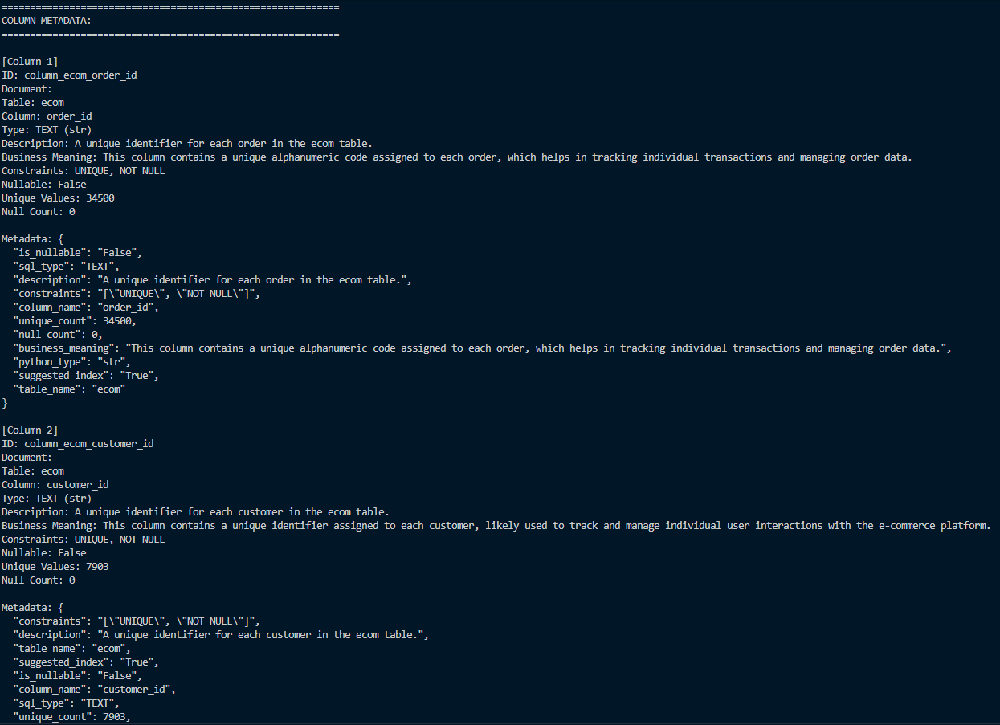 ============================================================
COLUMN METADATA:
============================================================
[Column 1]
ID: column_ecom_order_id
Document:
Table: ecom
Column: order_id
Type: TEXT (str)
Description: A unique identifier for each order in the ecom table.
Business Meaning: This column contains a unique alphanumeric code assigned to each order, which helps in tracking individual transactions and managing order data.
Constraints: UNIQUE, NOT NULL
Nullable: False
Unique Values: 34500
Null Count: 0
Metadata: {
  "is_nullable": "False",
  "sql_type": "TEXT",
  "description": "A unique identifier for each order in the ecom table.",
  "constraints": "[\"UNIQUE\", \"NOT NULL\"]",
  "column_name": "order_id",
  "unique_count": 34500,
  "null_count": 0,
  "business_meaning": "This column contains a unique alphanumeric code assigned to each order, which helps in tracking individual transactions and managing order data.",
  "python_type": "str",
  "suggested_index": "True",
  "table_name": "ecom"
}
[Column 2]
ID: column_ecom_customer_id
Document:
Table: ecom
Column: customer_id
Type: TEXT (str)
Description: A unique identifier for each customer in the ecom table.
Business Meaning: This column contains a unique identifier assigned to each customer, likely used to track and manage individual user interactions with the e-commerce platform.
Constraints: UNIQUE, NOT NULL
Nullable: False
Unique Values: 7903
Null Count: 0
Metadata: {
  "constraints": "[\"UNIQUE\", \"NOT NULL\"]",
  "description": "A unique identifier for each customer in the ecom table.",
  "table_name": "ecom",
  "suggested_index": "True",
  "is_nullable": "False",
  "column_name": "customer_id",
  "sql_type": "TEXT",
  "unique_count": 7903,